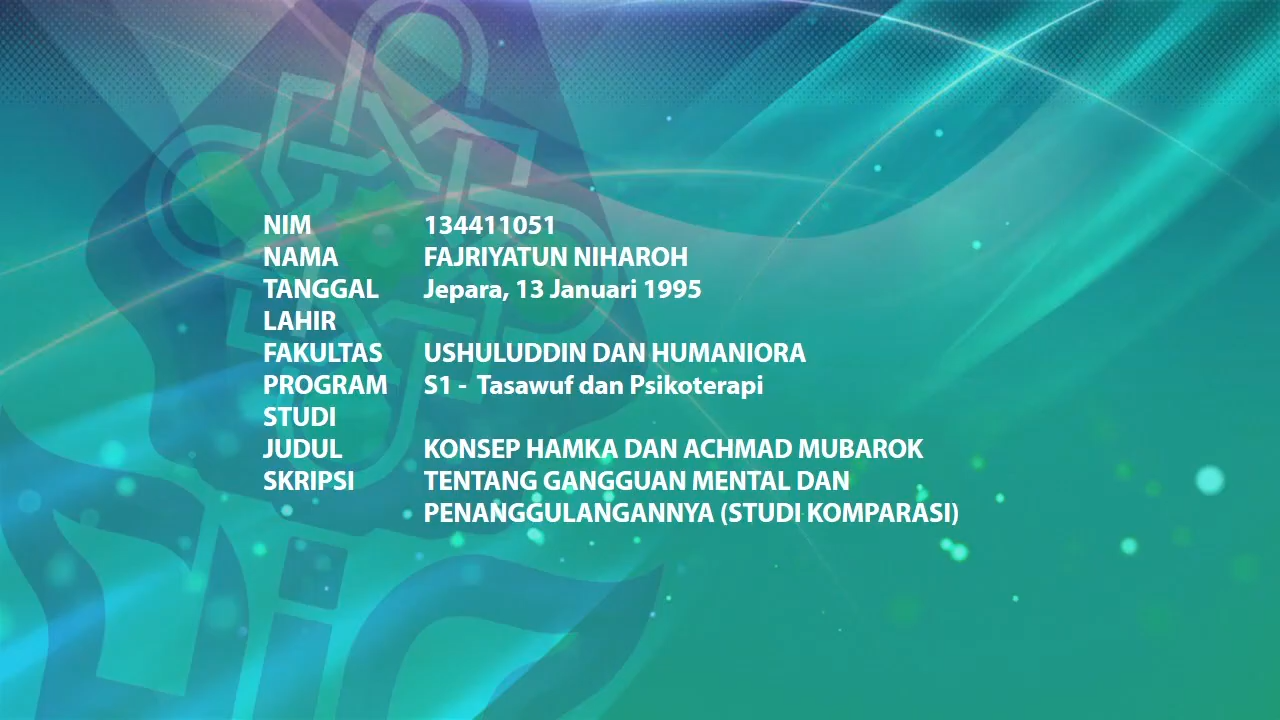 NIM 134411051
NAMA FAJRIYATUN NIHAROH
TANGGAL LAHIR Jepara, 13 Januari 1995
FAKULTAS USHULUDDIN DAN HUMANIORA
PROGRAM STUDI S1 - Tasawuf dan Psikoterapi
JUDUL SKRIPSI KONSEP HAMKA DAN ACHMAD MUBAROK
TENTANG GANGGUAN MENTAL DAN
PENANGGULANGANNYA (STUDI KOMPARASI)